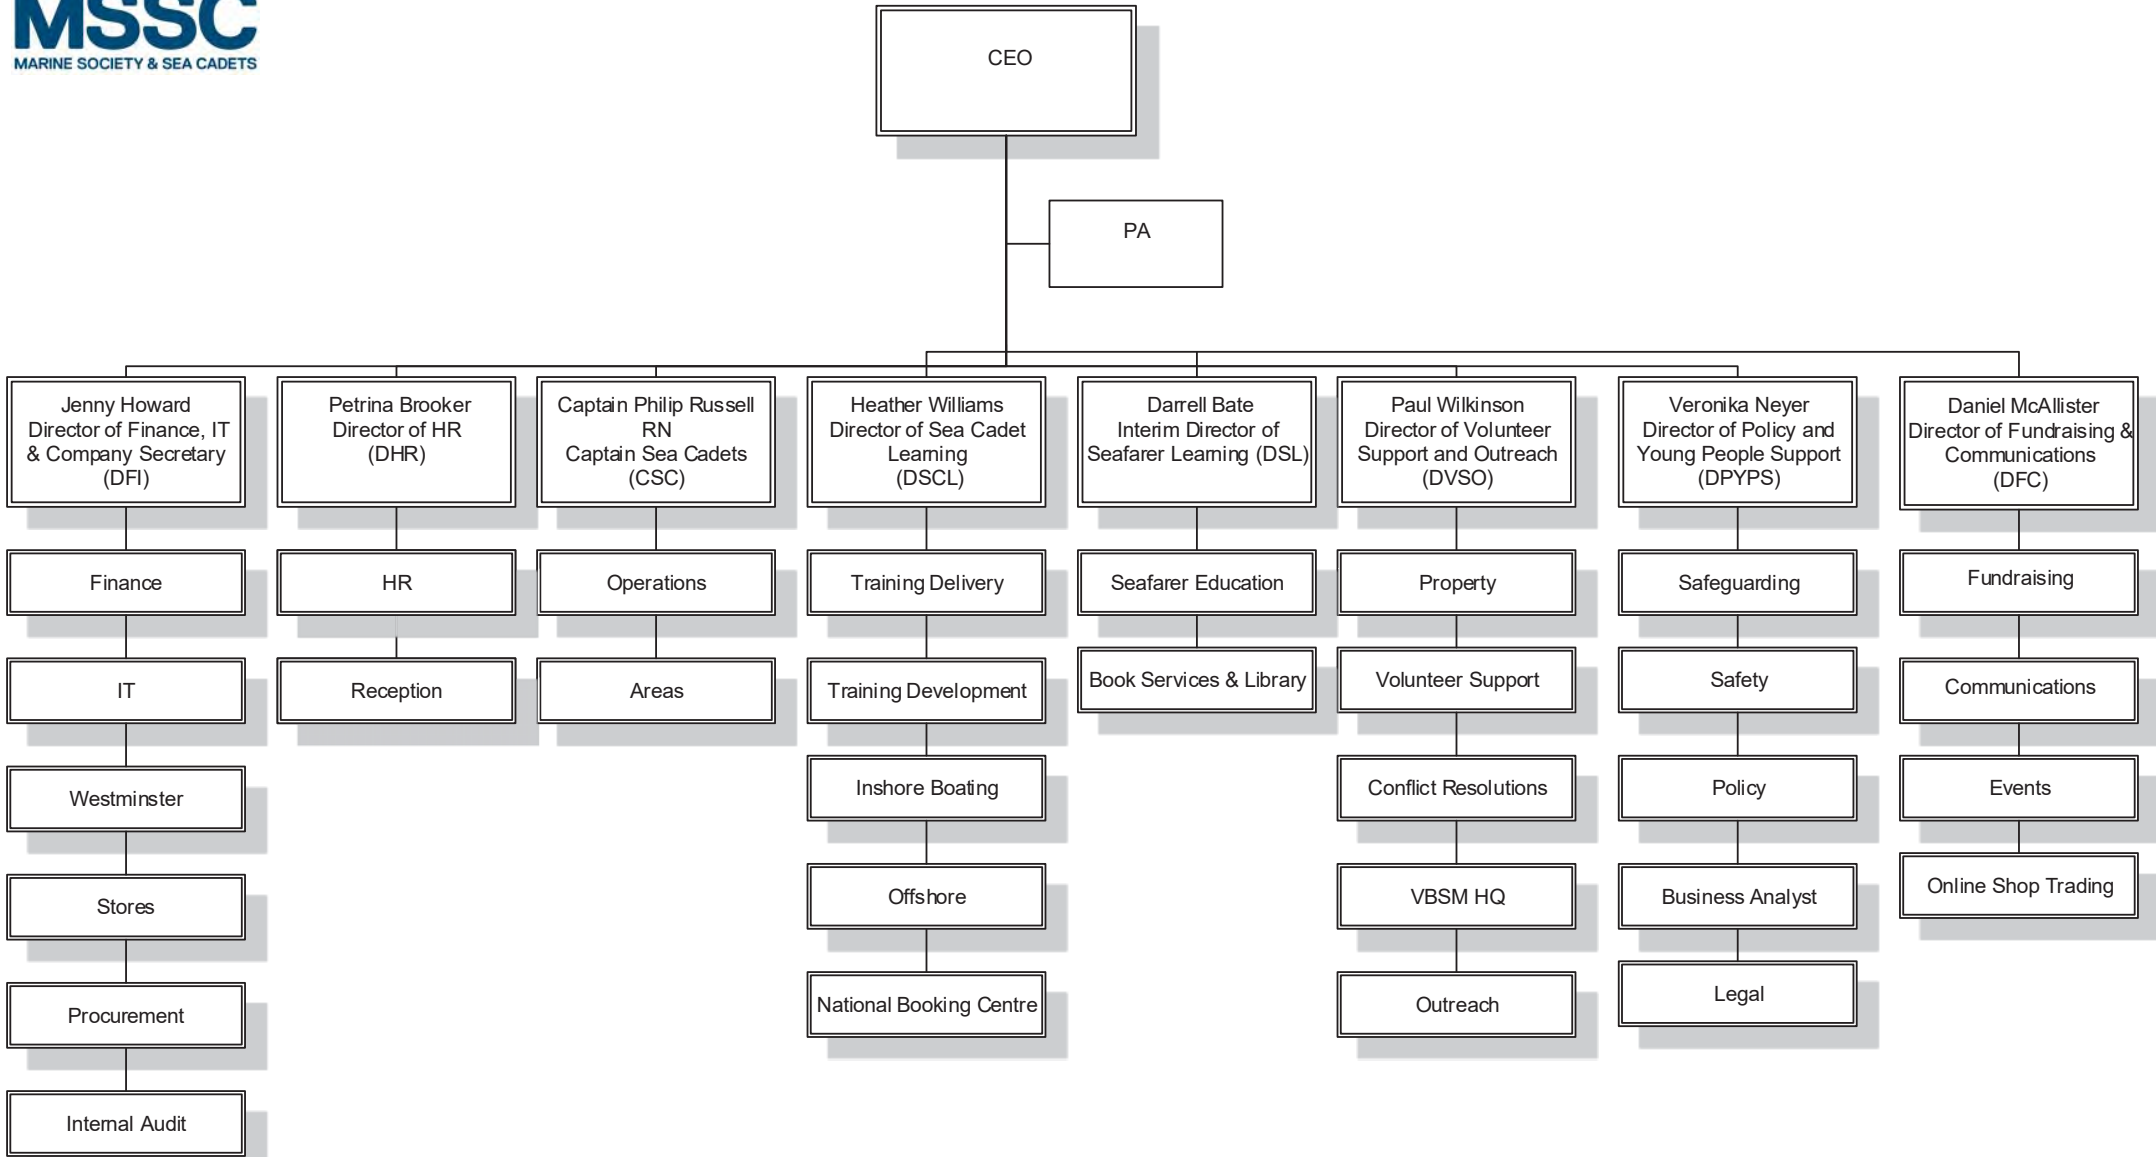 MSSC
MARINE SOCIETY & SEA CADETS
CEO
PA
Jenny Howard
Director of Finance, IT
& Company Secretary
(DFI)
Petrina Brooker
Director of HR
(DHR)
Captain Philip Russell
RN
Captain Sea Cadets
(CSC)
Heather Williams
Director of Sea Cadet
Learning
(DSCL)
Darrell Bate
Interim Director of
Seafarer Learning (DSL)
Paul Wilkinson
Director of Volunteer
Support and Outreach
(DVSO)
Veronika Neyer
Director of Policy and
Young People Support
(DPYPS)
Daniel McAllister
Director of Fundraising &
Communications
(DFC)
Finance
IT
Westminster
Stores
Procurement
Internal Audit
HR
Reception
Operations
Areas
Training Delivery
Training Development
Inshore Boating
Offshore
National Booking Centre
Seafarer Education
Book Services & Library
Property
Volunteer Support
Conflict Resolutions
VBSM HQ
Outreach
Safeguarding
Safety
Policy
Business Analyst
Legal
Fundraising
Communications
Events
Online Shop Trading